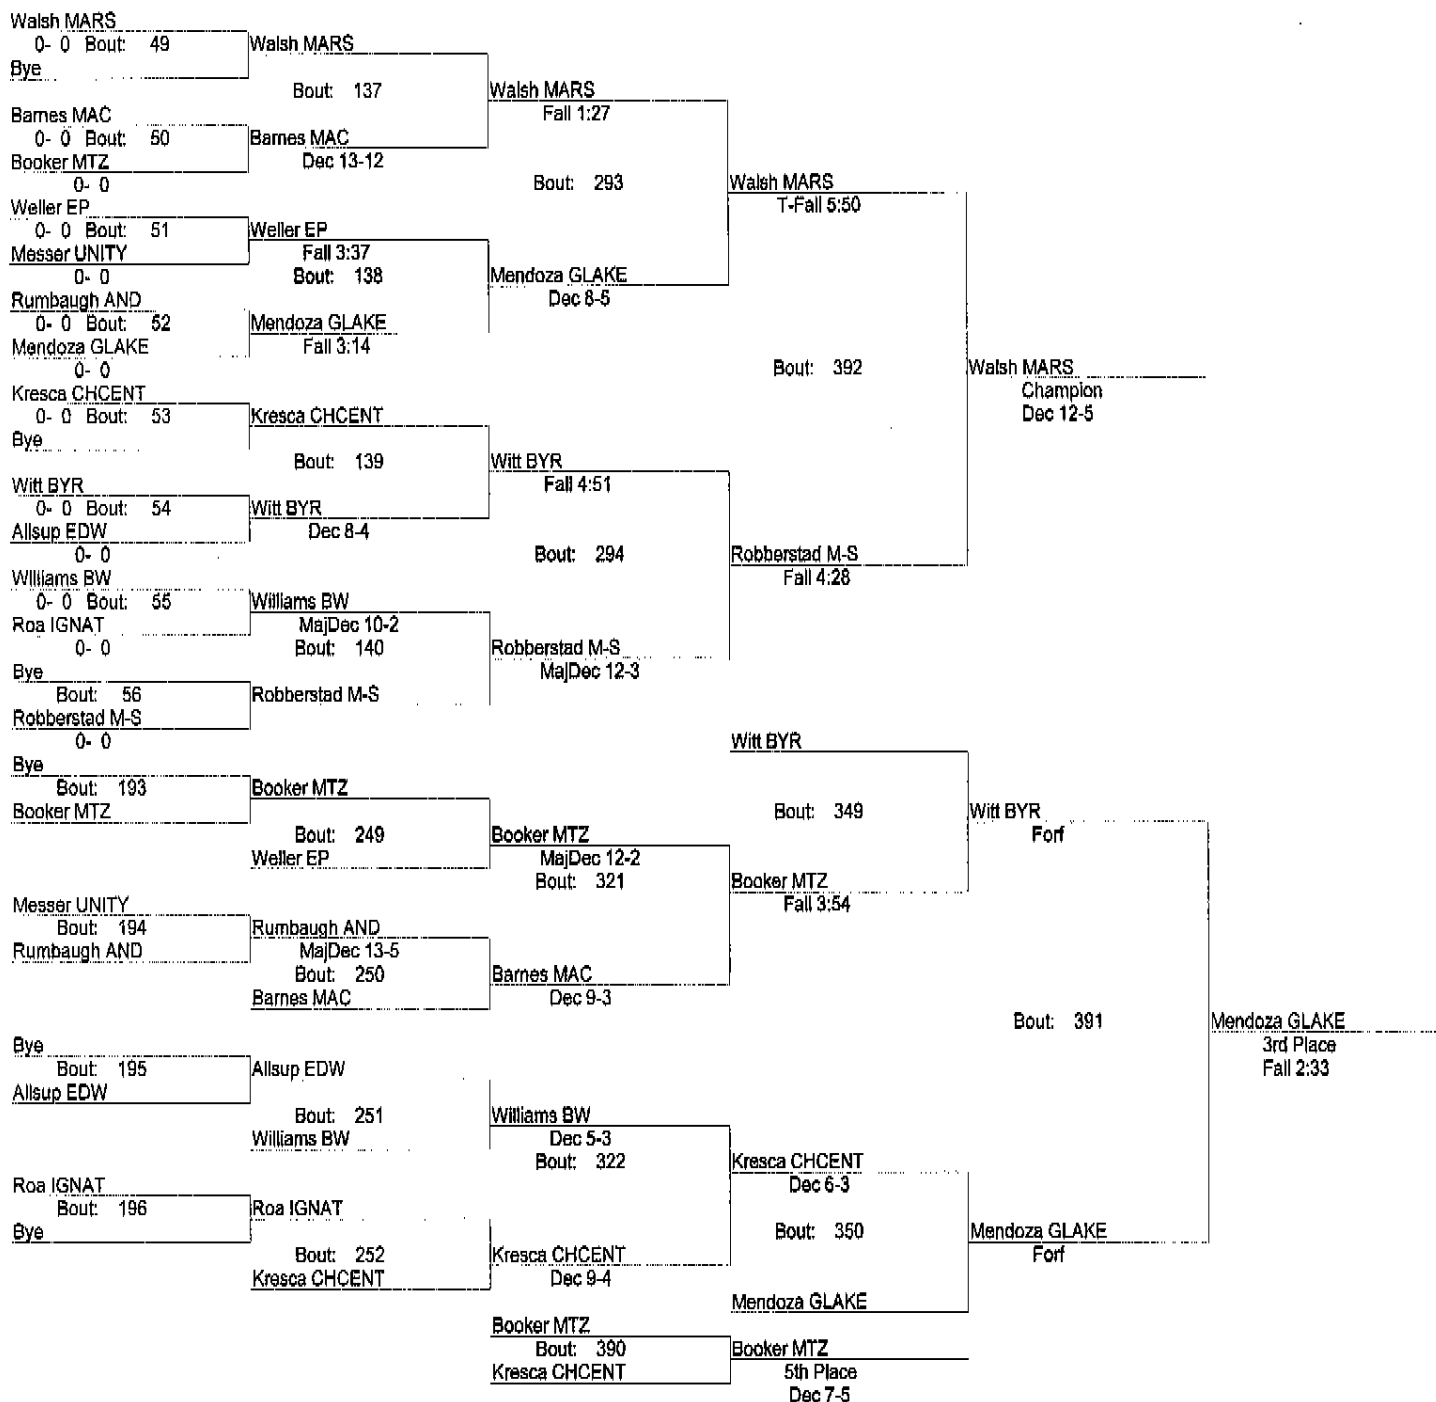 Walsh MARS
0- 0 Bout: 49
Bye
Walsh MARS
Bout: 137
Barnes MAC
0- 0 Bout: 50
Booker MTZ
0- 0
Barnes MAC
Dec 13-12
Walsh MARS
Fall 1:27
Weller EP
0- 0 Bout: 51
Messer UNITY
0- 0
Weller EP
Fall 3:37
Bout: 138
Rumbaugh AND
0- 0 Bout: 52
Mendoza GLAKE
0- 0
Mendoza GLAKE
Fall 3:14
Mendoza GLAKE
Dec 8-5
Bout: 293
Walsh MARS
T-Fall 5:50
Kresca CHCENT
0- 0 Bout: 53
Bye
Kresca CHCENT
Bout: 139
Witt BYR
0- 0 Bout: 54
Allsup EDW
0- 0
Witt BYR
Dec 8-4
Witt BYR
Fall 4:51
Williams BW
0- 0 Bout: 55
Roa IGNAT
0- 0
Williams BW
MajDec 10-2
Bout: 140
Bye
Bout: 56
Robberstad M-S
0- 0
Robberstad M-S
Robberstad M-S
MajDec 12-3
Bout: 294
Robberstad M-S
Fall 4:28
Bout: 392
Walsh MARS
Champion
Dec 12-5
Bye
Bout: 193
Booker MTZ
Booker MTZ
Bout: 249
Weller EP
Booker MTZ
MajDec 12-2
Bout: 321
Messer UNITY
Bout: 194
Rumbaugh AND
Rumbaugh AND
MajDec 13-5
Bout: 250
Barnes MAC
Barnes MAC
Dec 9-3
Witt BYR
Bout: 349
Booker MTZ
Fall 3:54
Witt BYR
Forf
Bye
Bout: 195
Allsup EDW
Allsup EDW
Bout: 251
Williams BW
Williams BW
Dec 5-3
Bout: 322
Roa IGNAT
Bout: 196
Bye
Roa IGNAT
Bout: 252
Kresca CHCENT
Kresca CHCENT
Dec 9-4
Kresca CHCENT
Dec 6-3
Bout: 350
Mendoza GLAKE
Mendoza GLAKE
Forf
Bout: 391
Mendoza GLAKE
3rd Place
Fall 2:33
Booker MTZ
Bout: 390
Kresca CHCENT
Booker MTZ
5th Place
Dec 7-5